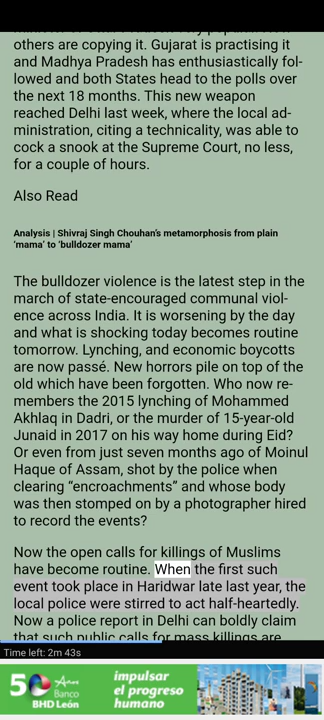 others are copying it. Gujarat is practising it
and Madhya Pradesh has enthusiastically fol-
lowed and both States head to the polls over
the next 18 months. This new weapon
reached Delhi last week, where the local ad-
ministration, citing a technicality, was able to
cock a snook at the Supreme Court, no less,
for a couple of hours.
Also Read
Analysis | Shivraj Singh Chouhan's metamorphosis from plain
'mama' to 'bulldozer mama'
The bulldozer violence is the latest step in the
march of state-encouraged communal viol-
ence across India. It is worsening by the day
and what is shocking today becomes routine
tomorrow. Lynching, and economic boycotts
are now passé. New horrors pile on top of the
old which have been forgotten. Who now re-
members the 2015 lynching of Mohammed
Akhlaq in Dadri, or the murder of 15-year-old
Junaid in 2017 on his way home during Eid?
Or even from just seven months ago of Moinul
Haque of Assam, shot by the police when
clearing “encroachments” and whose body
was then stomped on by a photographer hired
to record the events?
Now the open calls for killings of Muslims
have become routine. When the first such
event took place in Haridwar late last year, the
local police were stirred to act half-heartedly.
Now a police report in Delhi can boldly claim
that such public calls for mass killings are
Time left: 2m 43s
50 Años
Banco
BHD León
impulsar
el progreso
humano